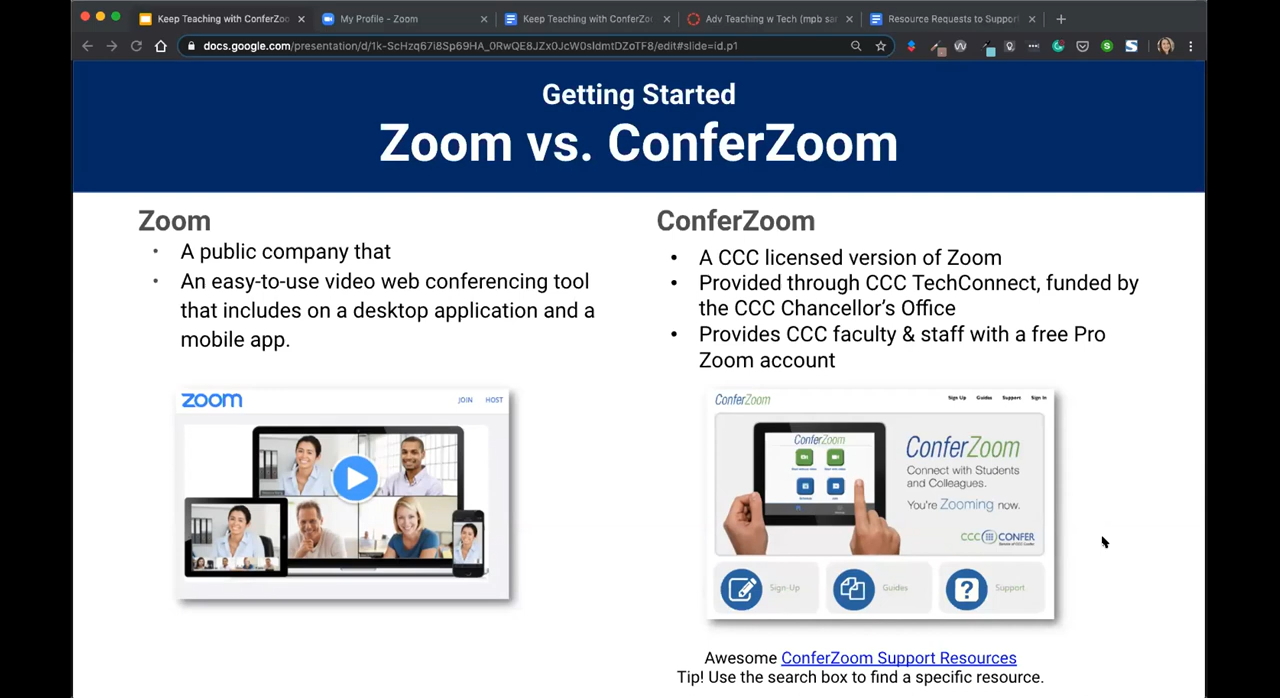 Keep Teaching with ConferZoo
My Profile - Zoom
Keep Teaching with ConferZo
Adv Teaching w Tech (mpb sa
Resource Requests to Suppor
docs.google.com/presentation/d/1k-ScHzq67i8Sp69HA_0RwQE8JZx0JcW0sIdmtDZoTF8/edit#slide=id.p1
Getting Started
Zoom vs. ConferZoom
Zoom
• A public company that
• An easy-to-use video web conferencing tool
that includes on a desktop application and a
mobile app.
zoom
JOIN HOST
ConferZoom
• A CCC licensed version of Zoom
• Provided through CCC TechConnect, funded by
the CCC Chancellor's Office
• Provides CCC faculty & staff with a free Pro
Zoom account
ConferZoom
Sign Up Guides Support Sign In
ConferZoom
ConferZoom
Connect with Students
and Colleagues.
You're Zooming now.
CCC CONFER
Sign-Up
Guides
Support
Awesome ConferZoom Support Resources
Tip! Use the search box to find a specific resource.